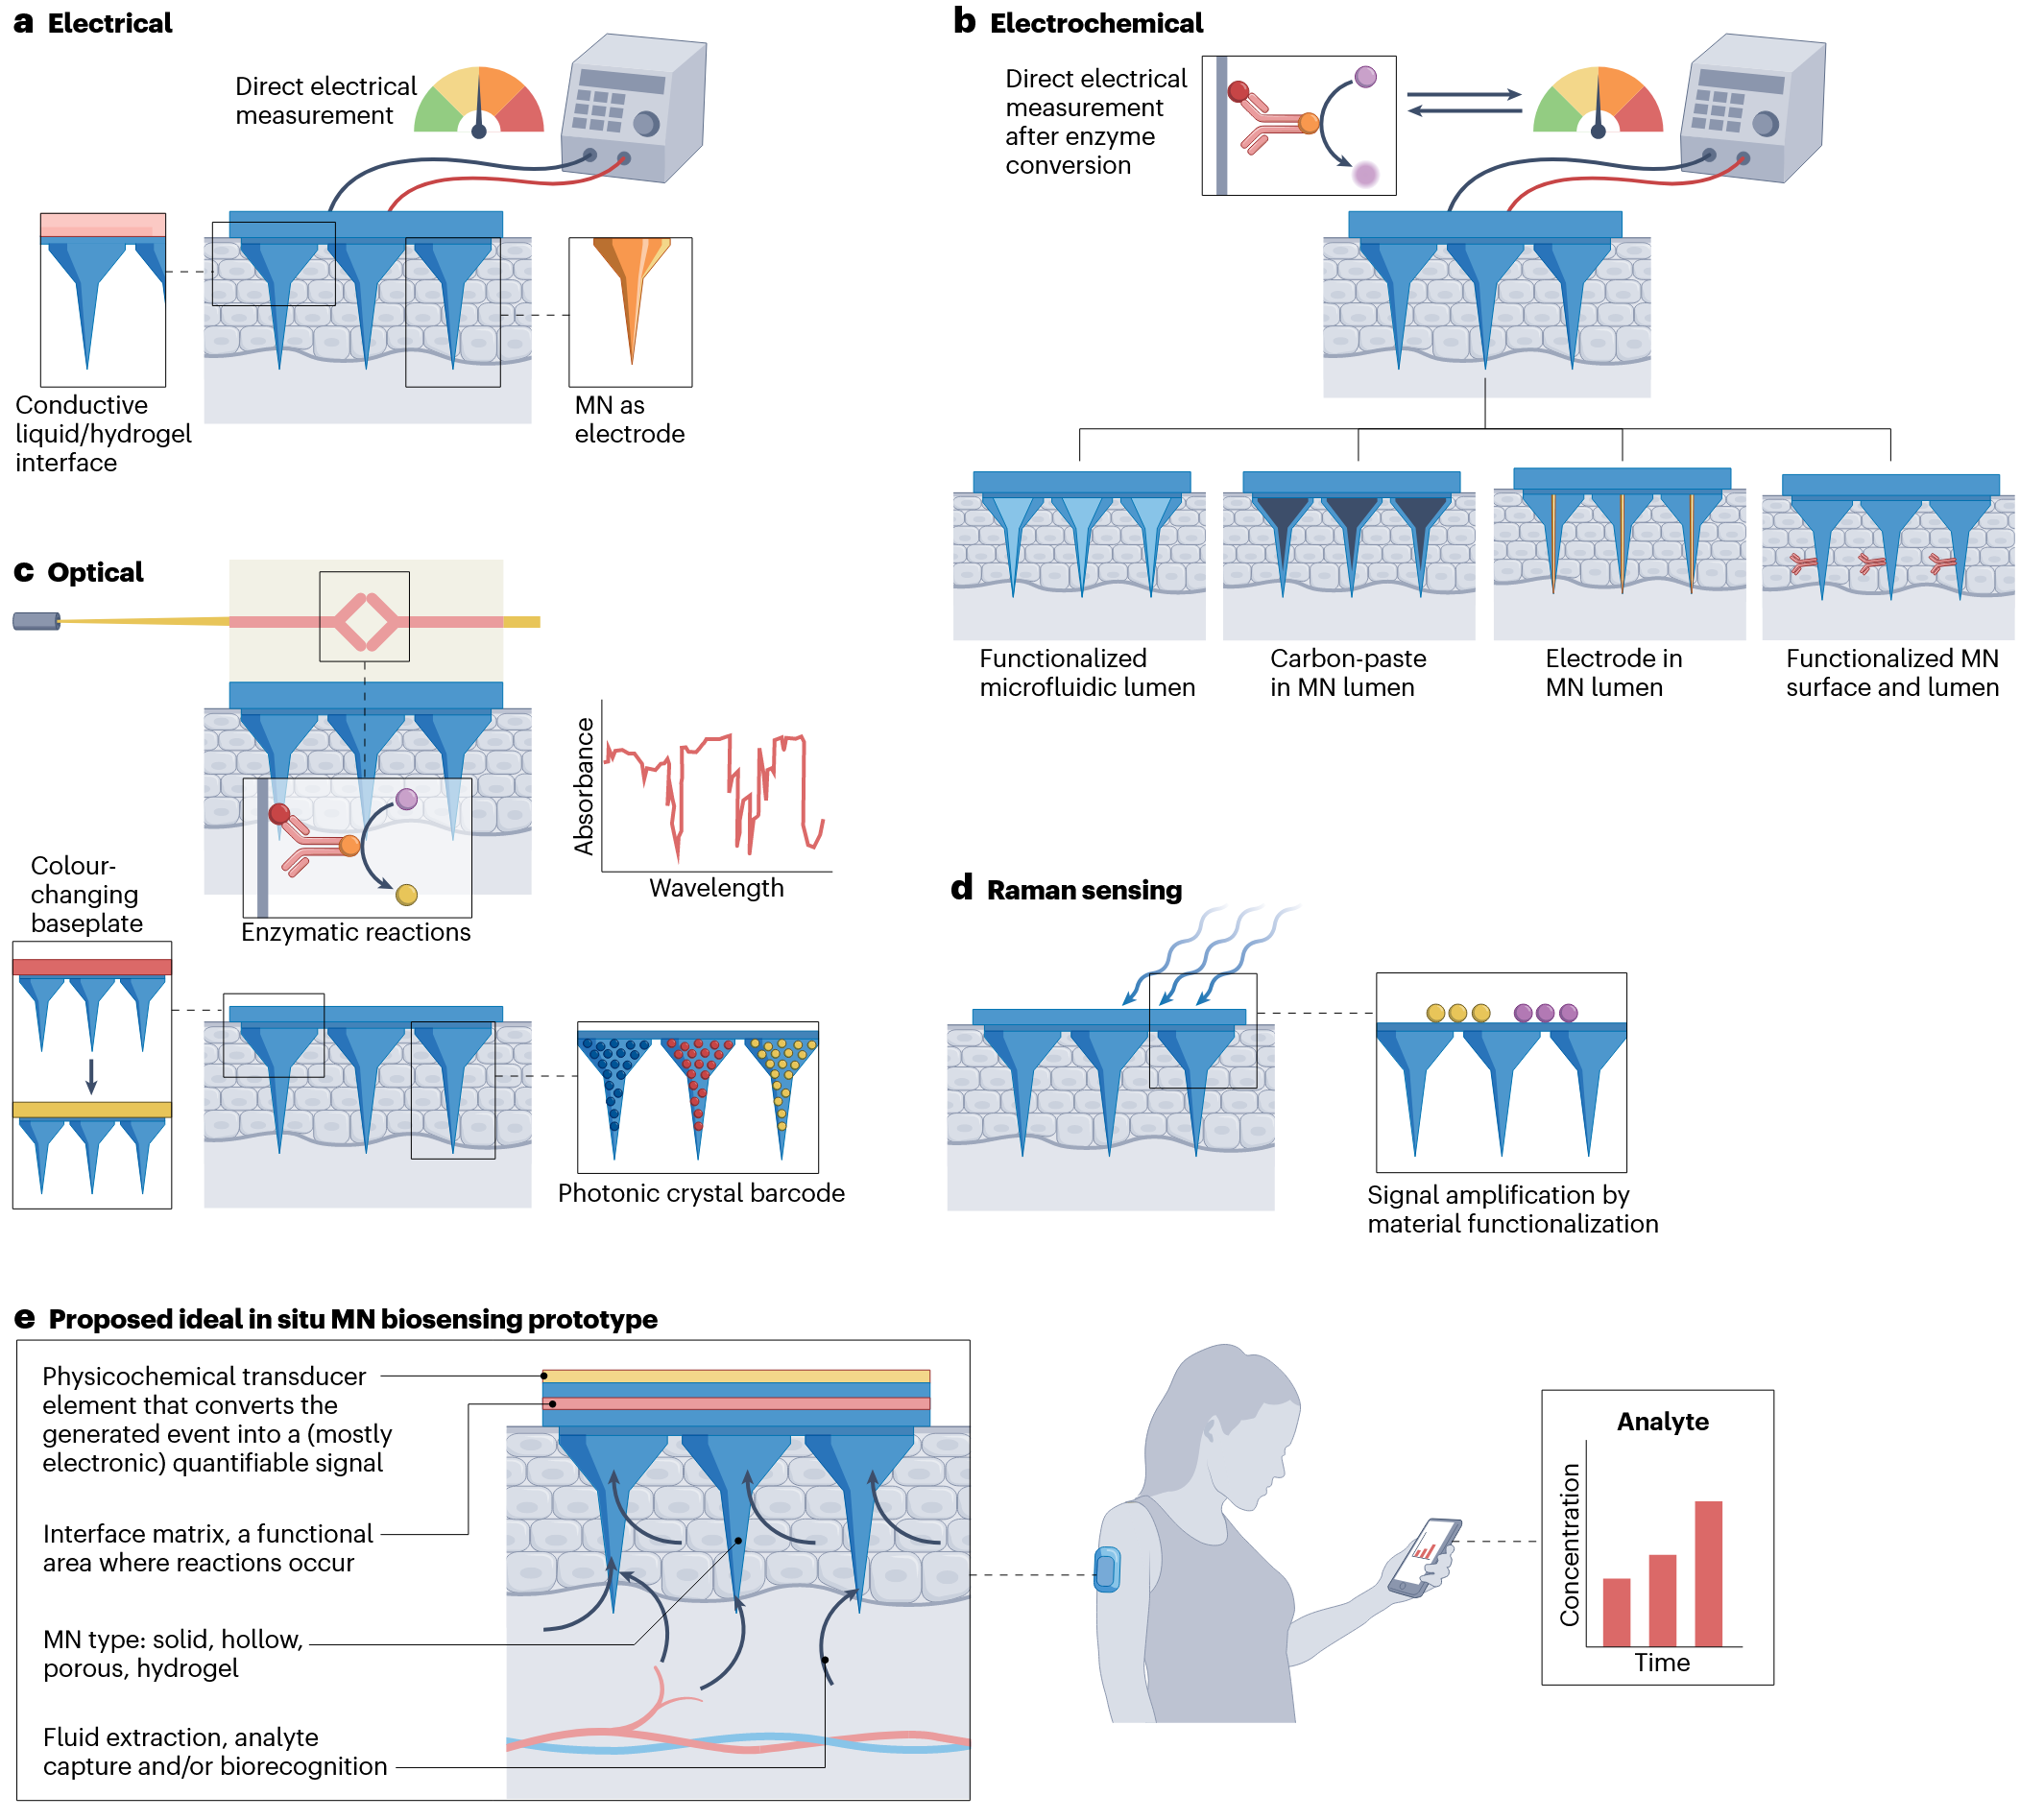 a Electrical
Direct electrical
measurement
Conductive
liquid/hydrogel
interface
MN as
electrode
b Electrochemical
Direct electrical
measurement
after enzyme
conversion
Functionalized
microfluidic lumen
Carbon-paste
in MN lumen
Electrode in
MN lumen
Functionalized MN
surface and lumen
c Optical
Enzymatic reactions
Absorbance
Wavelength
Colour-
changing
baseplate
Photonic crystal barcode
d Raman sensing
Signal amplification by
material functionalization
e Proposed ideal in situ MN biosensing prototype
Physicochemical transducer
element that converts the
generated event into a (mostly
electronic) quantifiable signal
Interface matrix, a functional
area where reactions occur
MN type: solid, hollow,
porous, hydrogel
Fluid extraction, analyte
capture and/or biorecognition
Analyte
Concentration
Time